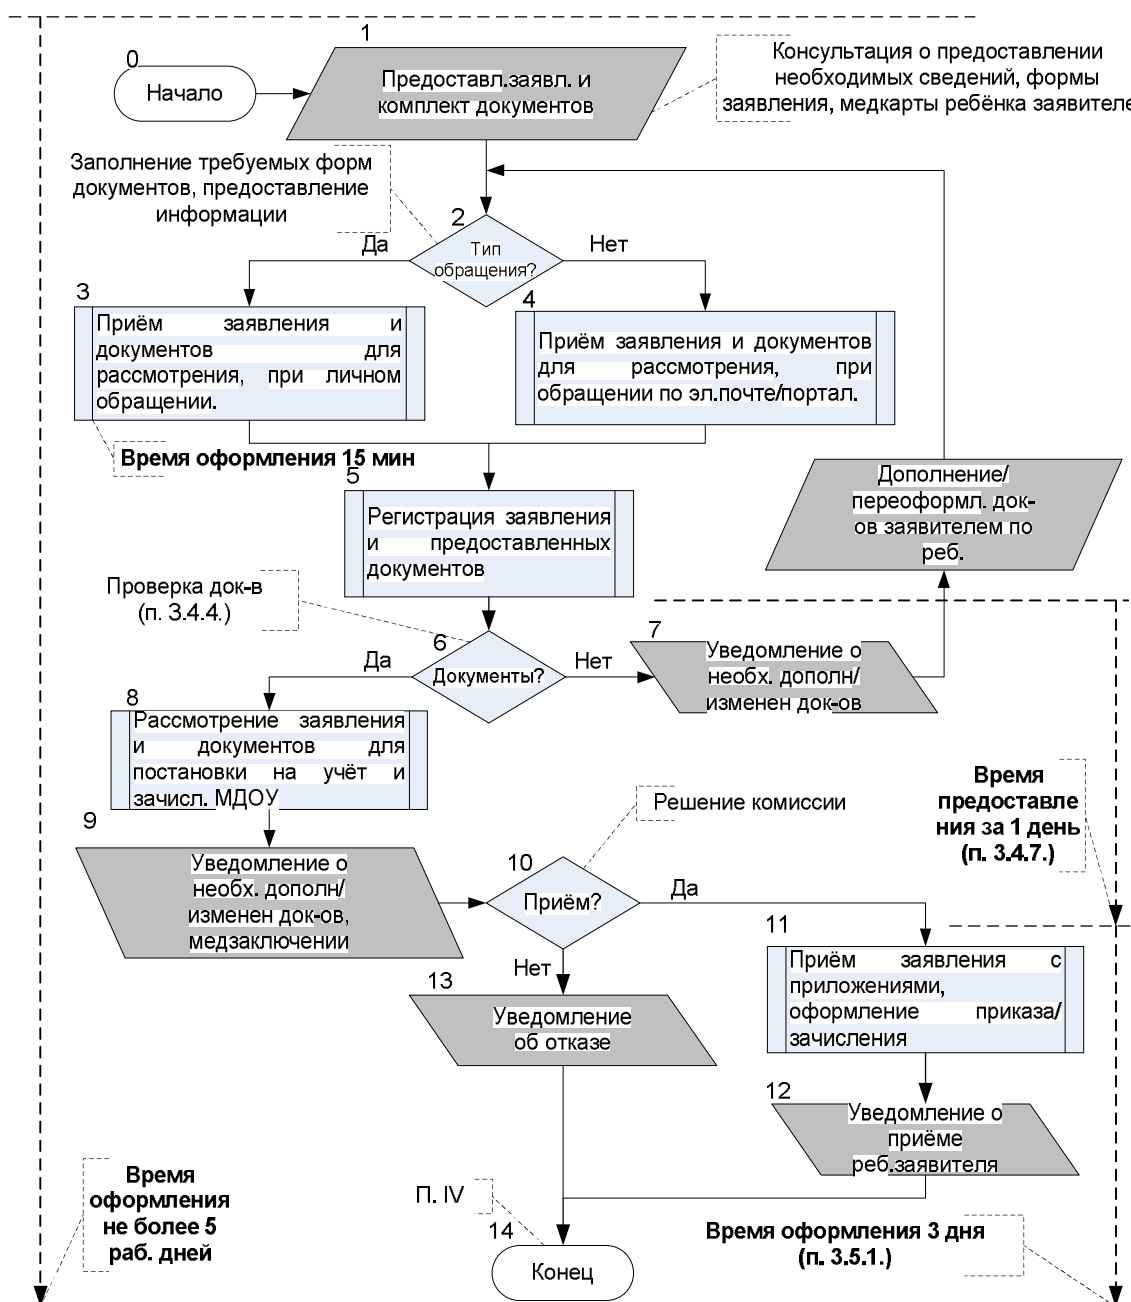 0
Начало
1
Предоставл.заявл. и
комплект документов
Консультация о предоставлении
необходимых сведений, формы
заявления, медкарты ребёнка заявителе
Заполнение требуемых форм
документов, предоставление
информации
2
Тип
обращения?
Да
Нет
3
Приём заявления и
документов для
рассмотрения, при личном
обращении.
4
Приём заявления и документов
для рассмотрения, при
обращении по эл.почте/портал.
Время оформления 15 мин
5
Регистрация заявления
и предоставленных
документов
Дополнение/
переоформл. док-
ов заявителем по
реб.
Проверка док-в
(п. 3.4.4.)
6
Документы?
Да
Нет
7
Уведомление о
необх. дополн/
изменен док-ов
8
Рассмотрение заявления
и документов для
постановки на учёт и
зачисл. МДОУ
Время
предоставле
ния за 1 день
(п. 3.4.7.)
9
Уведомление о
необх. дополн/
изменен док-ов,
медзаключении
Решение комиссии
10
Приём?
Да
Нет
11
Приём заявления с
приложениями,
оформление приказа/
зачисления
13
Уведомление
об отказе
12
Уведомление о
приёме
реб.заявителя
Время
оформления
не более 5
раб. дней
П. IV
14
Конец
Время оформления 3 дня
(п. 3.5.1.)